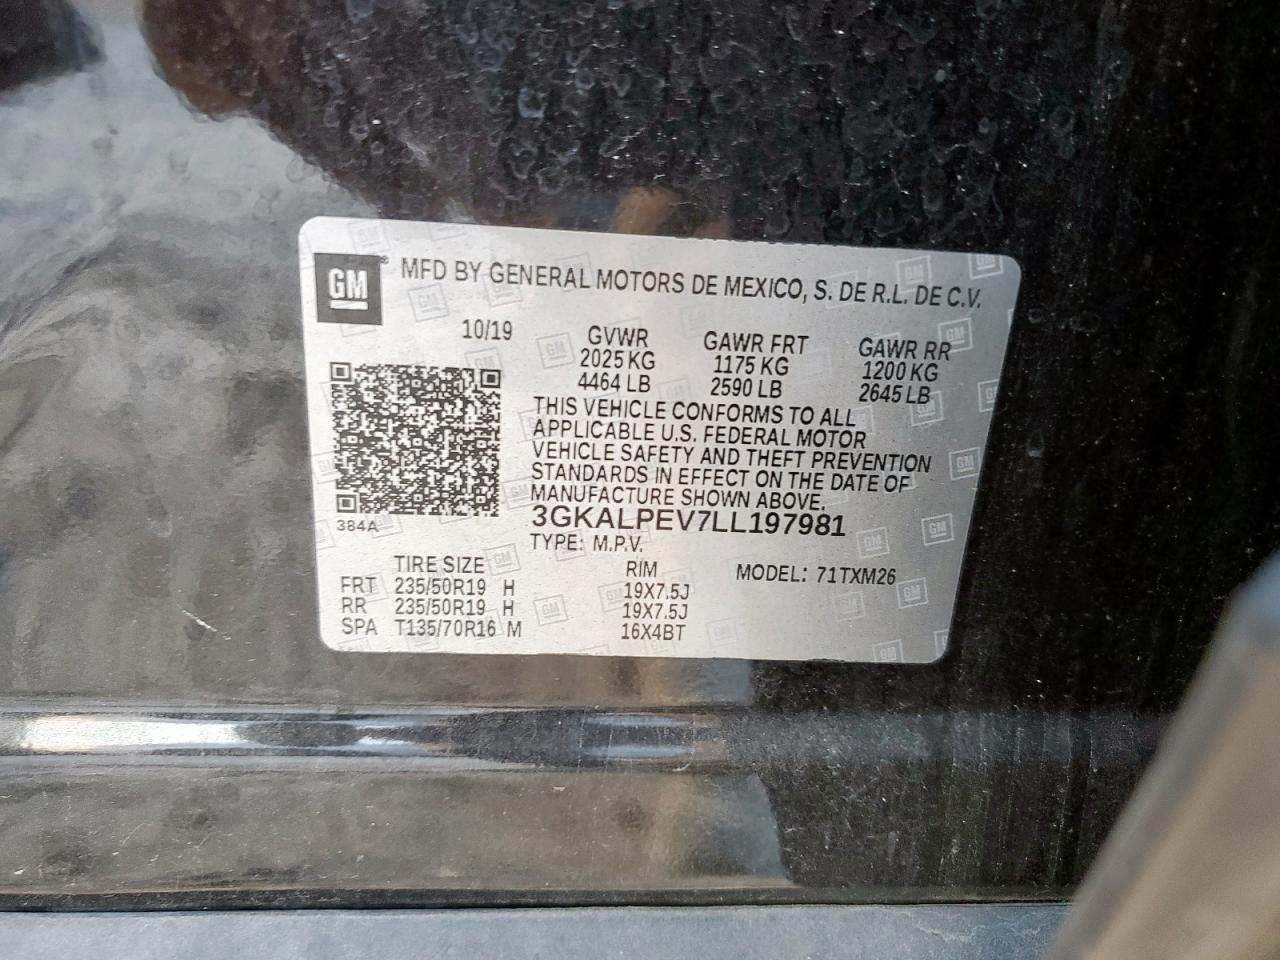 GM® MFD BY GENERAL MOTORS DE MEXICO, S. DE R.L. DE C.V.
10/19 GVWR GAWR FRT GAWR RR
2025 KG 1175 KG 1200 KG
4464 LB 2590 LB 2645 LB
THIS VEHICLE CONFORMS TO ALL
APPLICABLE U.S. FEDERAL MOTOR
VEHICLE SAFETY AND THEFT PREVENTION
STANDARDS IN EFFECT ON THE DATE OF
MANUFACTURE SHOWN ABOVE.
384A 3GKALPEV7LL197981
TYPE: M.P.V.
TIRE SIZE RIM MODEL: 71TXM26
FRT 235/50R19 H 19X7.5J
RR 235/50R19 H 19X7.5J
SPA T135/70R16 M 16X4BT